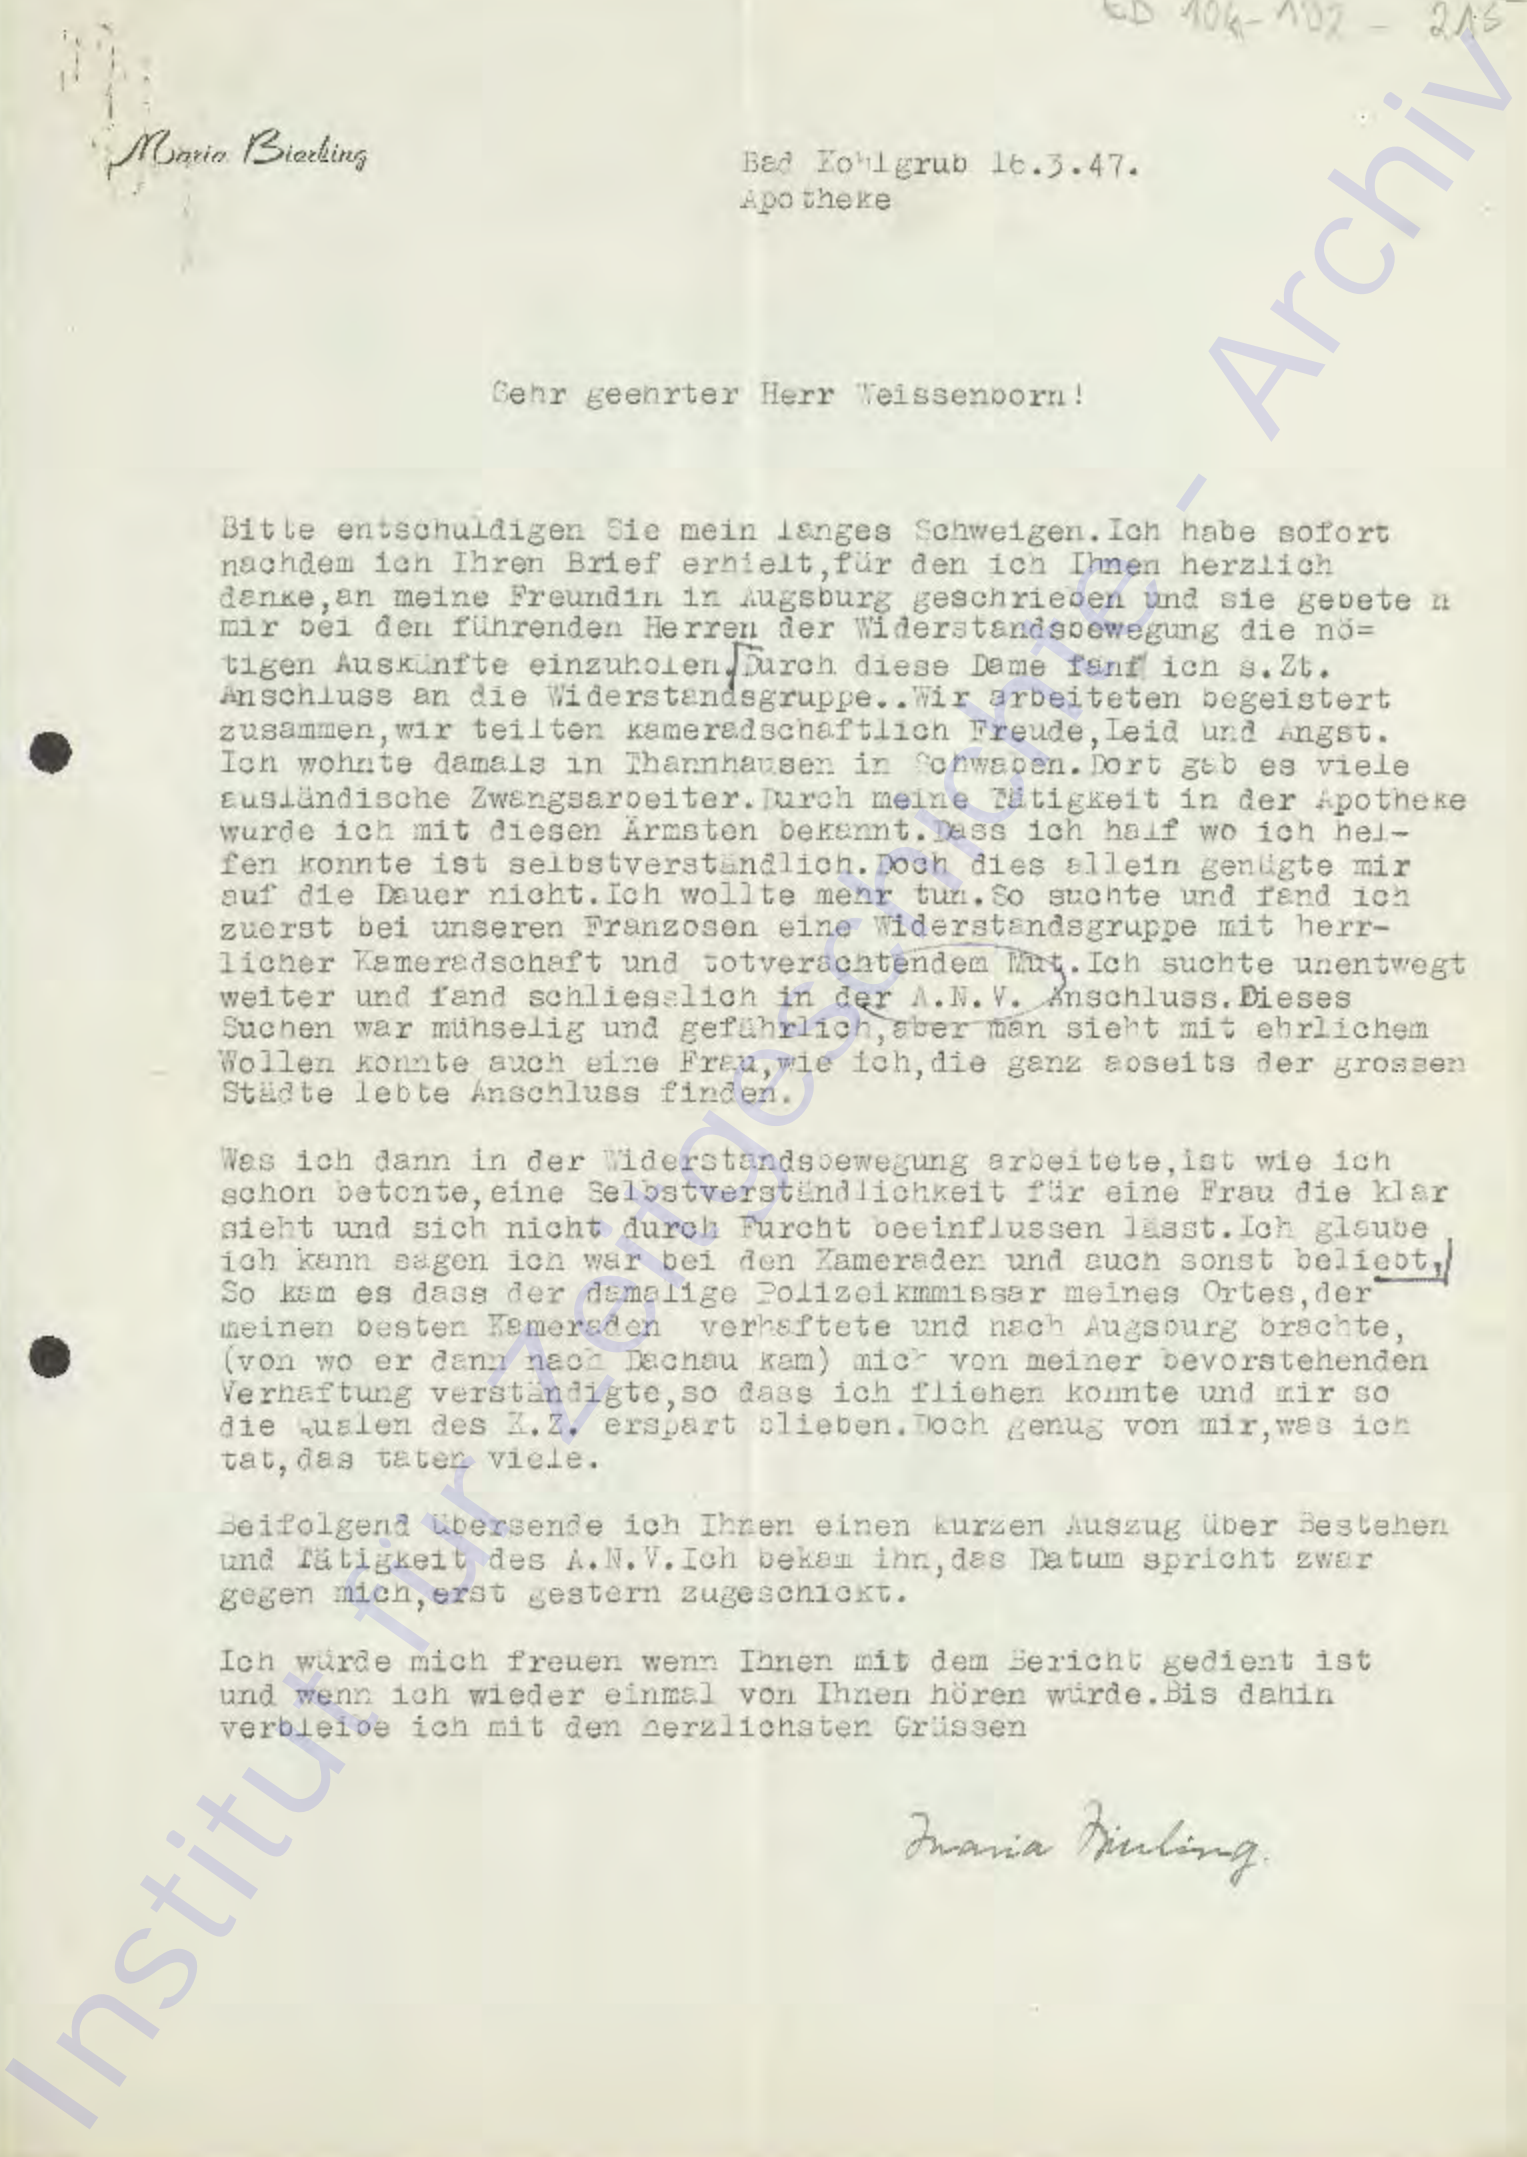 ED 106-102 - 215
Maria Bierling
Bad Kohlgrub 16.3.47.
Apotheke
Sehr geehrter Herr Weissenborn!
Bitte entschuldigen Sie mein langes Schweigen.Ich habe sofort
nachdem ich Ihren Brief erhielt,für den ich Ihnen herzlich
danke,an meine Freundin in Augsburg geschrieben und sie gebete n
mir bei den führenden Herren der Widerstandsbewegung die nö=
tigen Auskünfte einzuholen.Durch diese Dame fanf ich s.Zt.
Anschluss an die Widerstandsgruppe..Wir arbeiteten begeistert
zusammen,wir teilten kameradschaftlich Freude,Leid und Angst.
Ich wohnte damals in Thannhausen in Schwaben.Dort gab es viele
ausländische Zwangsarbeiter.Durch meine Tätigkeit in der Apotheke
wurde ich mit diesen Ärmsten bekannt.Dass ich half wo ich hel-
fen konnte ist selbstverständlich.Doch dies allein genügte mir
auf die Dauer nicht.Ich wollte mehr tun.So suchte und fand ich
zuerst bei unseren Franzosen eine Widerstandsgruppe mit herr-
licher Kameradschaft und totverachtendem Mut.Ich suchte unentwegt
weiter und fand schliesslich in der A.N.V. Anschluss.Dieses
Suchen war mühselig und gefährlich,aber man sieht mit ehrlichem
Wollen konnte auch eine Frau,wie ich,die ganz abseits der grossen
Städte lebte Anschluss finden.
Was ich dann in der Widerstandsbewegung arbeitete,ist wie ich
schon betonte,eine Selbstverständlichkeit für eine Frau die klar
sieht und sich nicht durch Furcht beeinflussen lässt.Ich glaube
ich kann sagen ich war bei den Kameraden und auch sonst beliebt,
So kam es dass der damalige Polizeikmmissar meines Ortes,der
meinen besten Kameraden verhaftete und nach Augsburg brachte,
(von wo er dann nach Dachau kam) mich von meiner bevorstehenden
Verhaftung verständigte,so dass ich fliehen konnte und mir so
die Qualen des K.Z. erspart blieben.Doch genug von mir,was ich
tat,das taten viele.
Beifolgend übersende ich Ihnen einen kurzen Auszug über Bestehen
und Tätigkeit des A.N.V.Ich bekam ihn,das Datum spricht zwar
gegen mich,erst gestern zugeschickt.
Ich würde mich freuen wenn Ihnen mit dem Bericht gedient ist
und wenn ich wieder einmal von Ihnen hören würde.Bis dahin
verbleibe ich mit den herzlichsten Grüssen
Maria Bierling.
Institut für Zeitgeschichte - Archiv